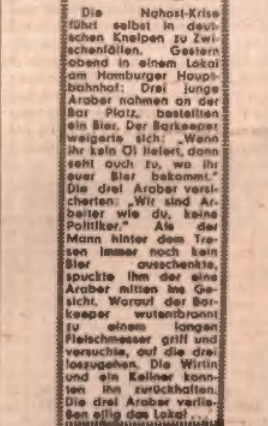 Die Nahost-Krise
führt selbst in deut-
schen Kneipen zu Zwi-
schenfällen. Gestern
abend in einem Lokal
am Hamburger Haupt-
bahnhof: Drei junge
Araber nahmen an der
Bar Platz, bestellten
ein Bier. Der Barkeeper
weigerte sich: „Wenn
ihr kein Öl liefert, dann
seht auch zu, wo ihr
euer Bier bekommt."
Die drei Araber versi-
cherten: „Wir sind Ar-
beiter wie du, keine
Politiker." Als der
Mann hinter dem Tre-
sen immer noch kein
Bier ausschenkte,
spuckte ihm der eine
Araber mitten ins Ge-
sicht. Worauf der Bar-
keeper wutentbrannt
zu einem langen
Fleischmesser griff und
versuchte, auf die drei
loszugehen. Die Wirtin
und ein Kellner konn-
ten ihn zurückhalten.
Die drei Araber verlie-
ßen eilig das Lokal ...